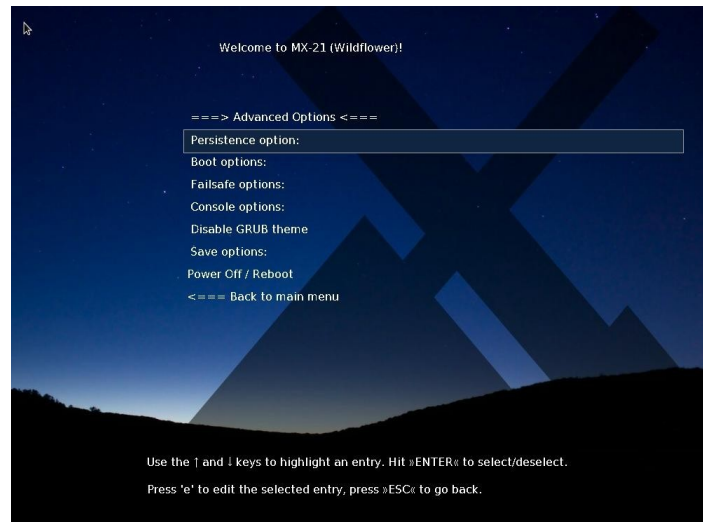 Welcome to MX-21 (Wildflower)!
===> Advanced Options <===
Persistence option:
Boot options:
Failsafe options:
Console options:
Disable GRUB theme
Save options:
Power Off / Reboot
<=== Back to main menu
Use the ↑ and ↓ keys to highlight an entry. Hit »ENTER« to select/deselect.
Press 'e' to edit the selected entry, press »ESC« to go back.